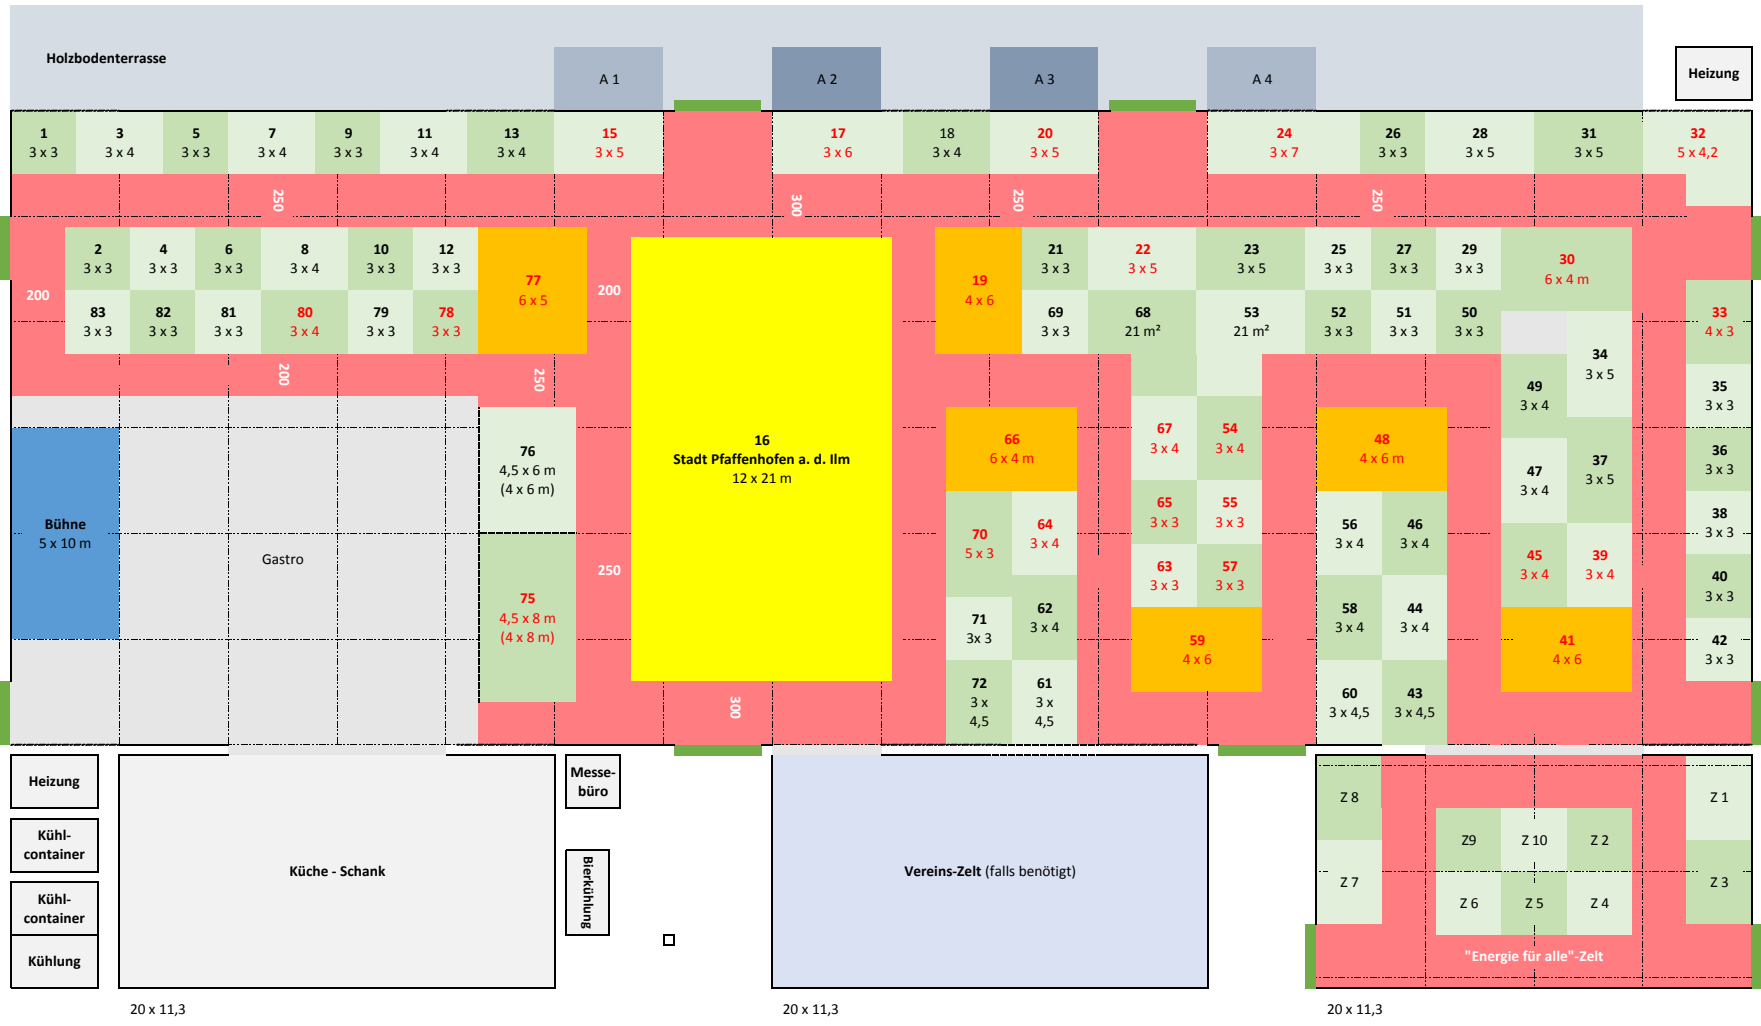 Holzbodenterrasse
A 1
A 2
A 3
A 4
Heizung
1
3 x 3
3
3 x 4
5
3 x 3
7
3 x 4
9
3 x 3
11
3 x 4
13
3 x 4
15
3 x 5
17
3 x 6
18
3 x 4
20
3 x 5
24
3 x 7
26
3 x 3
28
3 x 5
31
3 x 5
32
5 x 4,2
250
300
250
250
2
3 x 3
4
3 x 3
6
3 x 3
8
3 x 4
10
3 x 3
12
3 x 3
77
6 x 5
200
200
83
3 x 3
82
3 x 3
81
3 x 3
80
3 x 4
79
3 x 3
78
3 x 3
19
4 x 6
21
3 x 3
22
3 x 5
23
3 x 5
25
3 x 3
27
3 x 3
29
3 x 3
30
6 x 4 m
69
3 x 3
68
21 m²
53
21 m²
52
3 x 3
51
3 x 3
50
3 x 3
33
4 x 3
34
3 x 5
200
250
49
3 x 4
35
3 x 3
76
4,5 x 6 m
(4 x 6 m)
16
Stadt Pfaffenhofen a. d. Ilm
12 x 21 m
66
6 x 4 m
67
3 x 4
54
3 x 4
48
4 x 6 m
47
3 x 4
37
3 x 5
36
3 x 3
Bühne
5 x 10 m
Gastro
250
70
5 x 3
64
3 x 4
65
3 x 3
55
3 x 3
56
3 x 4
46
3 x 4
38
3 x 3
45
3 x 4
39
3 x 4
63
3 x 3
57
3 x 3
40
3 x 3
75
4,5 x 8 m
(4 x 8 m)
71
3x 3
62
3 x 4
59
4 x 6
58
3 x 4
44
3 x 4
41
4 x 6
42
3 x 3
300
72
3 x
4,5
61
3 x
4,5
60
3 x 4,5
43
3 x 4,5
Heizung
Kühl-
container
Kühl-
container
Kühlung
Küche - Schank
Messe-
büro
Bierkühlung
Vereins-Zelt (falls benötigt)
Z 8
Z 1
Z9
Z 10
Z 2
Z 7
Z 3
Z 6
Z 5
Z 4
"Energie für alle"-Zelt
20 x 11,3
20 x 11,3
20 x 11,3